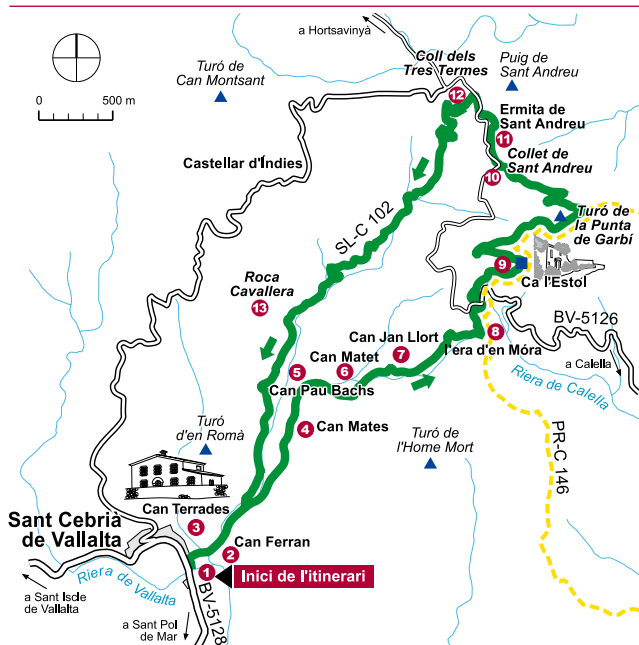 a Hortsavinyà
Coll dels
Tres Termes
Puig de
Sant Andreu
Turó de
Can Montsant
0 500 m
12
Ermita de
Sant Andreu
11
Castellar d'Índies
Collet de
Sant Andreu
10
SL-C 102
Turó de
la Punta
de Garbí
9
Ca l'Estol
Roca
Cavallera
13
BV-5126
8
l'era d'en Móra
a Calella
Riera de Calella
Can Jan Llort
7
Can Matet
6
5
Can Pau Bachs
4
Can Mates
PR-C 146
Turó
d'en Romà
Turó de
l'Home Mort
Can Terrades
3
Sant Cebrià
de Vallalta
Can Ferran
2
1
Inici de l'itinerari
Riera de Vallalta
BV-5128
a Sant Iscle
de Vallalta
a Sant Pol
de Mar